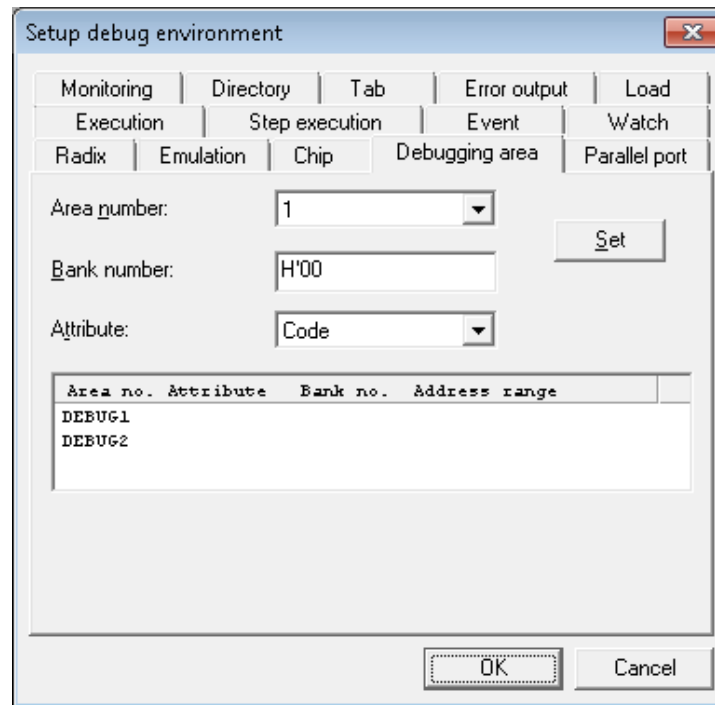 Setup debug environment
Monitoring Directory Tab Error output Load
Execution Step execution Event Watch
Radix Emulation Chip Debugging area Parallel port
Area number: 1
Set
Bank number: H'00
Attribute: Code
Area no. Attribute Bank no. Address range
DEBUG1
DEBUG2
OK Cancel